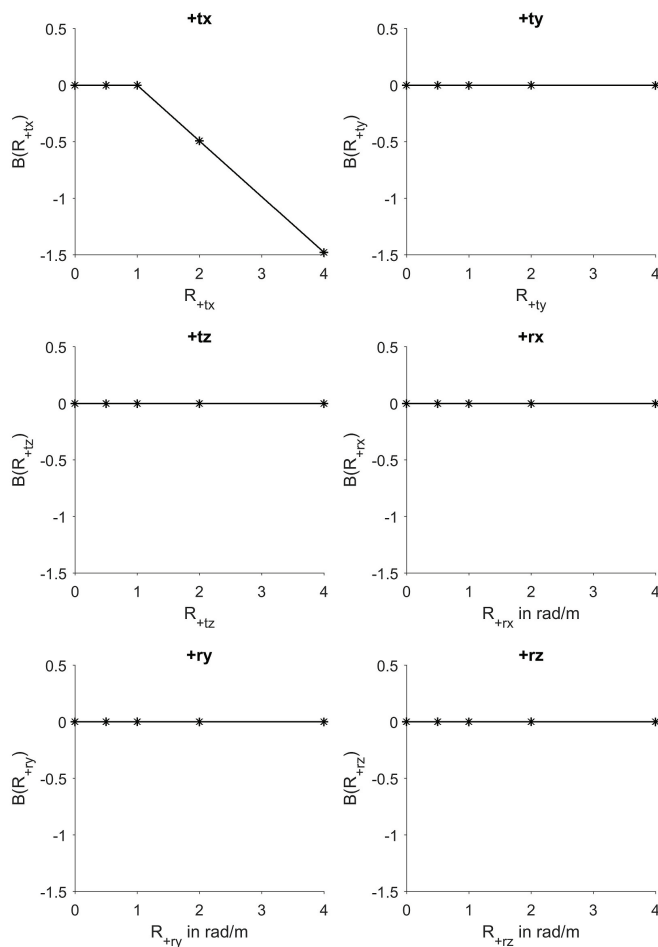 +tx
0.5
0
-0.5
-1
-1.5
B(R+tx)
0 1 2 3 4
R+tx
+ty
0.5
0
-0.5
-1
-1.5
B(R+ty)
0 1 2 3 4
R+ty
+tz
0.5
0
-0.5
-1
-1.5
B(R+tz)
0 1 2 3 4
R+tz
+rx
0.5
0
-0.5
-1
-1.5
B(R+rx)
0 1 2 3 4
R+rx in rad/m
+ry
0.5
0
-0.5
-1
-1.5
B(R+ry)
0 1 2 3 4
R+ry in rad/m
+rz
0.5
0
-0.5
-1
-1.5
B(R+rz)
0 1 2 3 4
R+rz in rad/m